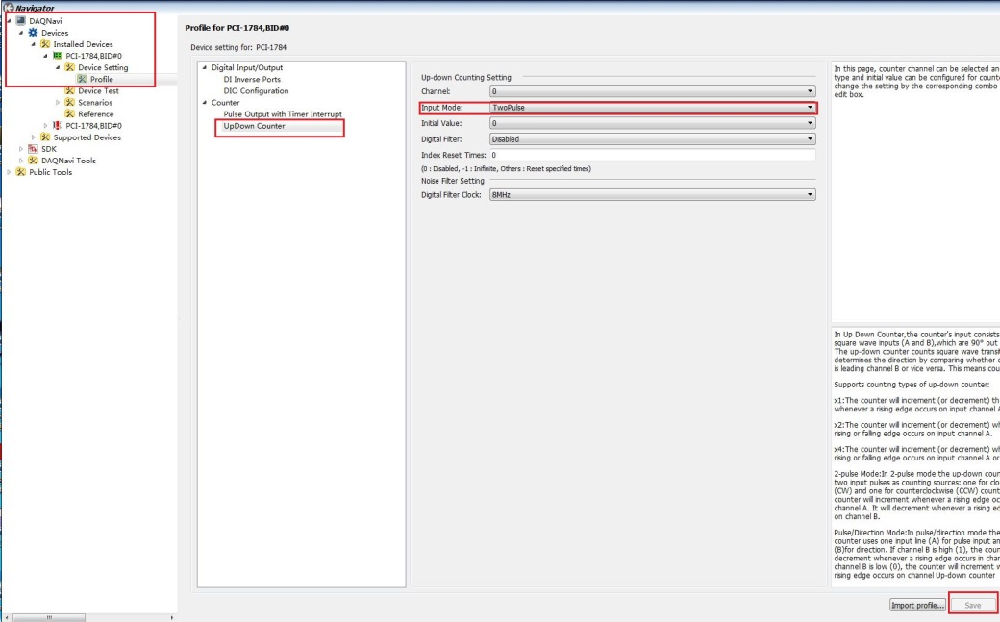 Navigator
DAQNavi
Devices
Installed Devices
PCI-1784,BID#0
Device Setting
Profile
Device Test
Scenarios
Reference
PCI-1784,BID#0
Supported Devices
SDK
DAQNavi Tools
Public Tools
Profile for PCI-1784,BID#0
Device setting for: PCI-1784
Digital Input/Output
DI Inverse Ports
DIO Configuration
Counter
Pulse Output with Timer Interrupt
UpDown Counter
Up-down Counting Setting
Channel: 0
Input Mode: TwoPulse
Initial Value: 0
Digital Filter: Disabled
Index Reset Times: 0
(0 : Disabled, -1 : Inifinite, Others : Reset specified times)
Noise Filter Setting
Digital Filter Clock: 8MHz
In this page, counter channel can be selected an
type and initial value can be configured for count
change the setting by the corresponding combo
edit box.
In Up Down Counter,the counter's input consists
square wave inputs (A and B),which are 90° out
The up-down counter counts square wave transi
determines the direction by comparing whether
is leading channel B or vice versa. This means cou
Supports counting types of up-down counter:
x1:The counter will increment (or decrement) th
whenever a rising edge occurs on input channel A
x2:The counter will increment (or decrement) wh
rising or falling edge occurs on input channel A.
x4:The counter will increment (or decrement) wh
rising or falling edge occurs on input channel A or
2-pulse Mode:In 2-pulse mode the up-down coun
two input pulses as counting sources: one for clo
(CW) and one for counterclockwise (CCW) count
counter will increment whenever a rising edge oc
channel A. It will decrement whenever a rising ed
on channel B.
Pulse/Direction Mode:In pulse/direction mode the
counter uses one input line (A) for pulse input an
(B)for direction. If channel B is high (1), the coun
decrement whenever a rising edge occurs in chan
channel B is low (0), the counter will increment w
rising edge occurs on channel Up-down counter
Import profile... Save